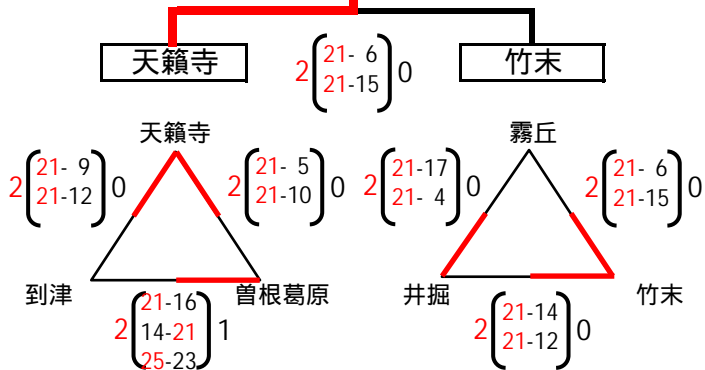 天籟寺
2 21- 6 0
21-15
竹末
天籟寺
霧丘
2 21- 9 0
21-12
2 21- 5 0
21-10
2 21-17 0
21- 4
2 21- 6 0
21-15
到津
曽根葛原
井掘
竹末
2 21-16 1
14-21
25-23
2 21-14 0
21-12